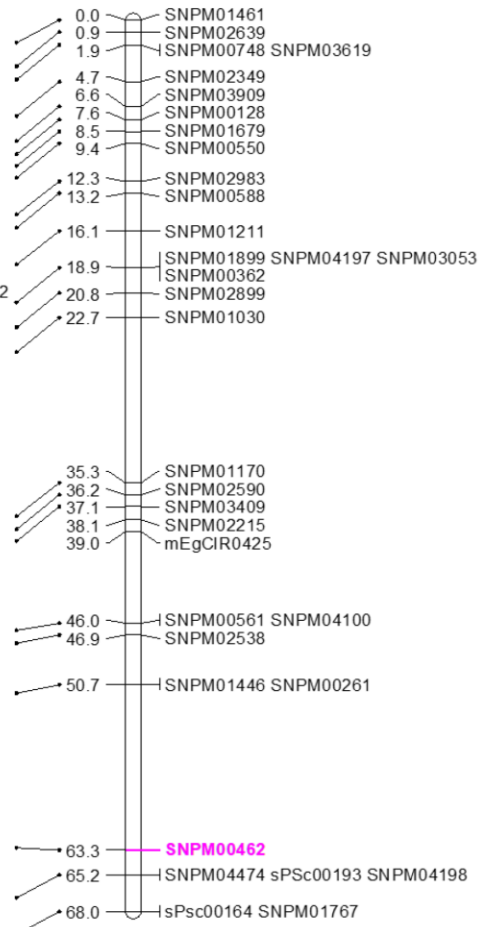 0.0 SNPM01461
0.9 SNPM02639
1.9 SNPM00748 SNPM03619
4.7 SNPM02349
6.6 SNPM03909
7.6 SNPM00128
8.5 SNPM01679
9.4 SNPM00550
12.3 SNPM02983
13.2 SNPM00588
16.1 SNPM01211
SNPM01899 SNPM04197 SNPM03053
18.9 SNPM00362
2
20.8 SNPM02899
22.7 SNPM01030
35.3 SNPM01170
36.2 SNPM02590
37.1 SNPM03409
38.1 SNPM02215
39.0 mEgCIR0425
46.0 SNPM00561 SNPM04100
46.9 SNPM02538
50.7 SNPM01446 SNPM00261
63.3 SNPM00462
65.2 SNPM04474 sPSc00193 SNPM04198
68.0 sPsc00164 SNPM01767